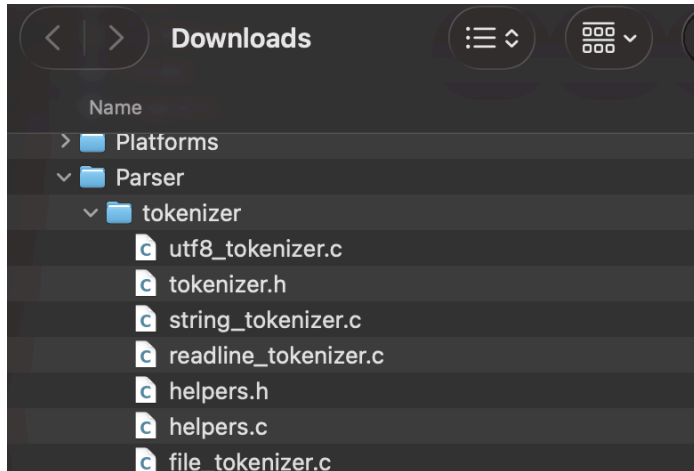 Downloads
Name
Platforms
Parser
tokenizer
utf8_tokenizer.c
tokenizer.h
string_tokenizer.c
readline_tokenizer.c
helpers.h
helpers.c
file_tokenizer.c